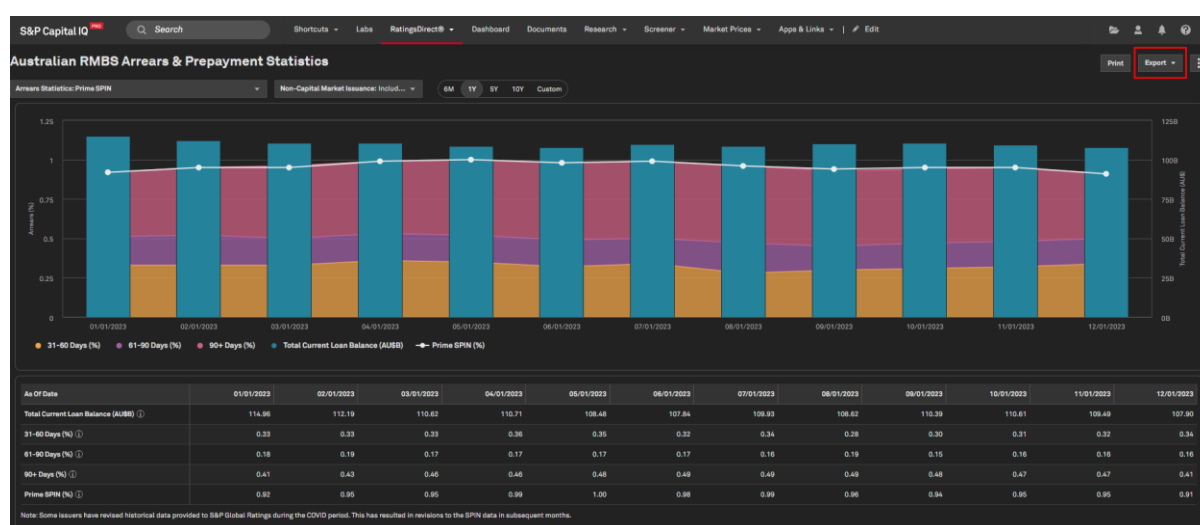 S&P Capital IQ PRO Search Shortcuts Labs RatingsDirect® Dashboard Documents Research Screener Market Prices Apps & Links | Edit
Australian RMBS Arrears & Prepayment Statistics Print Export
Arrears Statistics: Prime SPIN Non-Capital Market Issuance: Includ... 6M 1Y 5Y 10Y Custom
1.25 125B
1 100B
0.75 75B
0.5 50B
0.25 25B
0 0B
Arrears (%)
Total Current Loan Balance (AU$)
01/01/2023 02/01/2023 03/01/2023 04/01/2023 05/01/2023 06/01/2023 07/01/2023 08/01/2023 09/01/2023 10/01/2023 11/01/2023 12/01/2023
31-60 Days (%) 61-90 Days (%) 90+ Days (%) Total Current Loan Balance (AU$B) Prime SPIN (%)
As Of Date 01/01/2023 02/01/2023 03/01/2023 04/01/2023 05/01/2023 06/01/2023 07/01/2023 08/01/2023 09/01/2023 10/01/2023 11/01/2023 12/01/2023
Total Current Loan Balance (AU$B) 114.96 112.19 110.62 110.71 108.48 107.84 109.93 108.62 110.39 110.61 109.49 107.90
31-60 Days (%) 0.33 0.33 0.33 0.36 0.35 0.32 0.34 0.28 0.30 0.31 0.32 0.34
61-90 Days (%) 0.18 0.19 0.17 0.17 0.17 0.17 0.16 0.19 0.15 0.16 0.16 0.16
90+ Days (%) 0.41 0.43 0.46 0.46 0.48 0.49 0.49 0.49 0.48 0.47 0.47 0.41
Prime SPIN (%) 0.92 0.95 0.95 0.99 1.00 0.98 0.99 0.96 0.94 0.95 0.95 0.91
Note: Some issuers have revised historical data provided to S&P Global Ratings during the COVID period. This has resulted in revisions to the SPIN data in subsequent months.